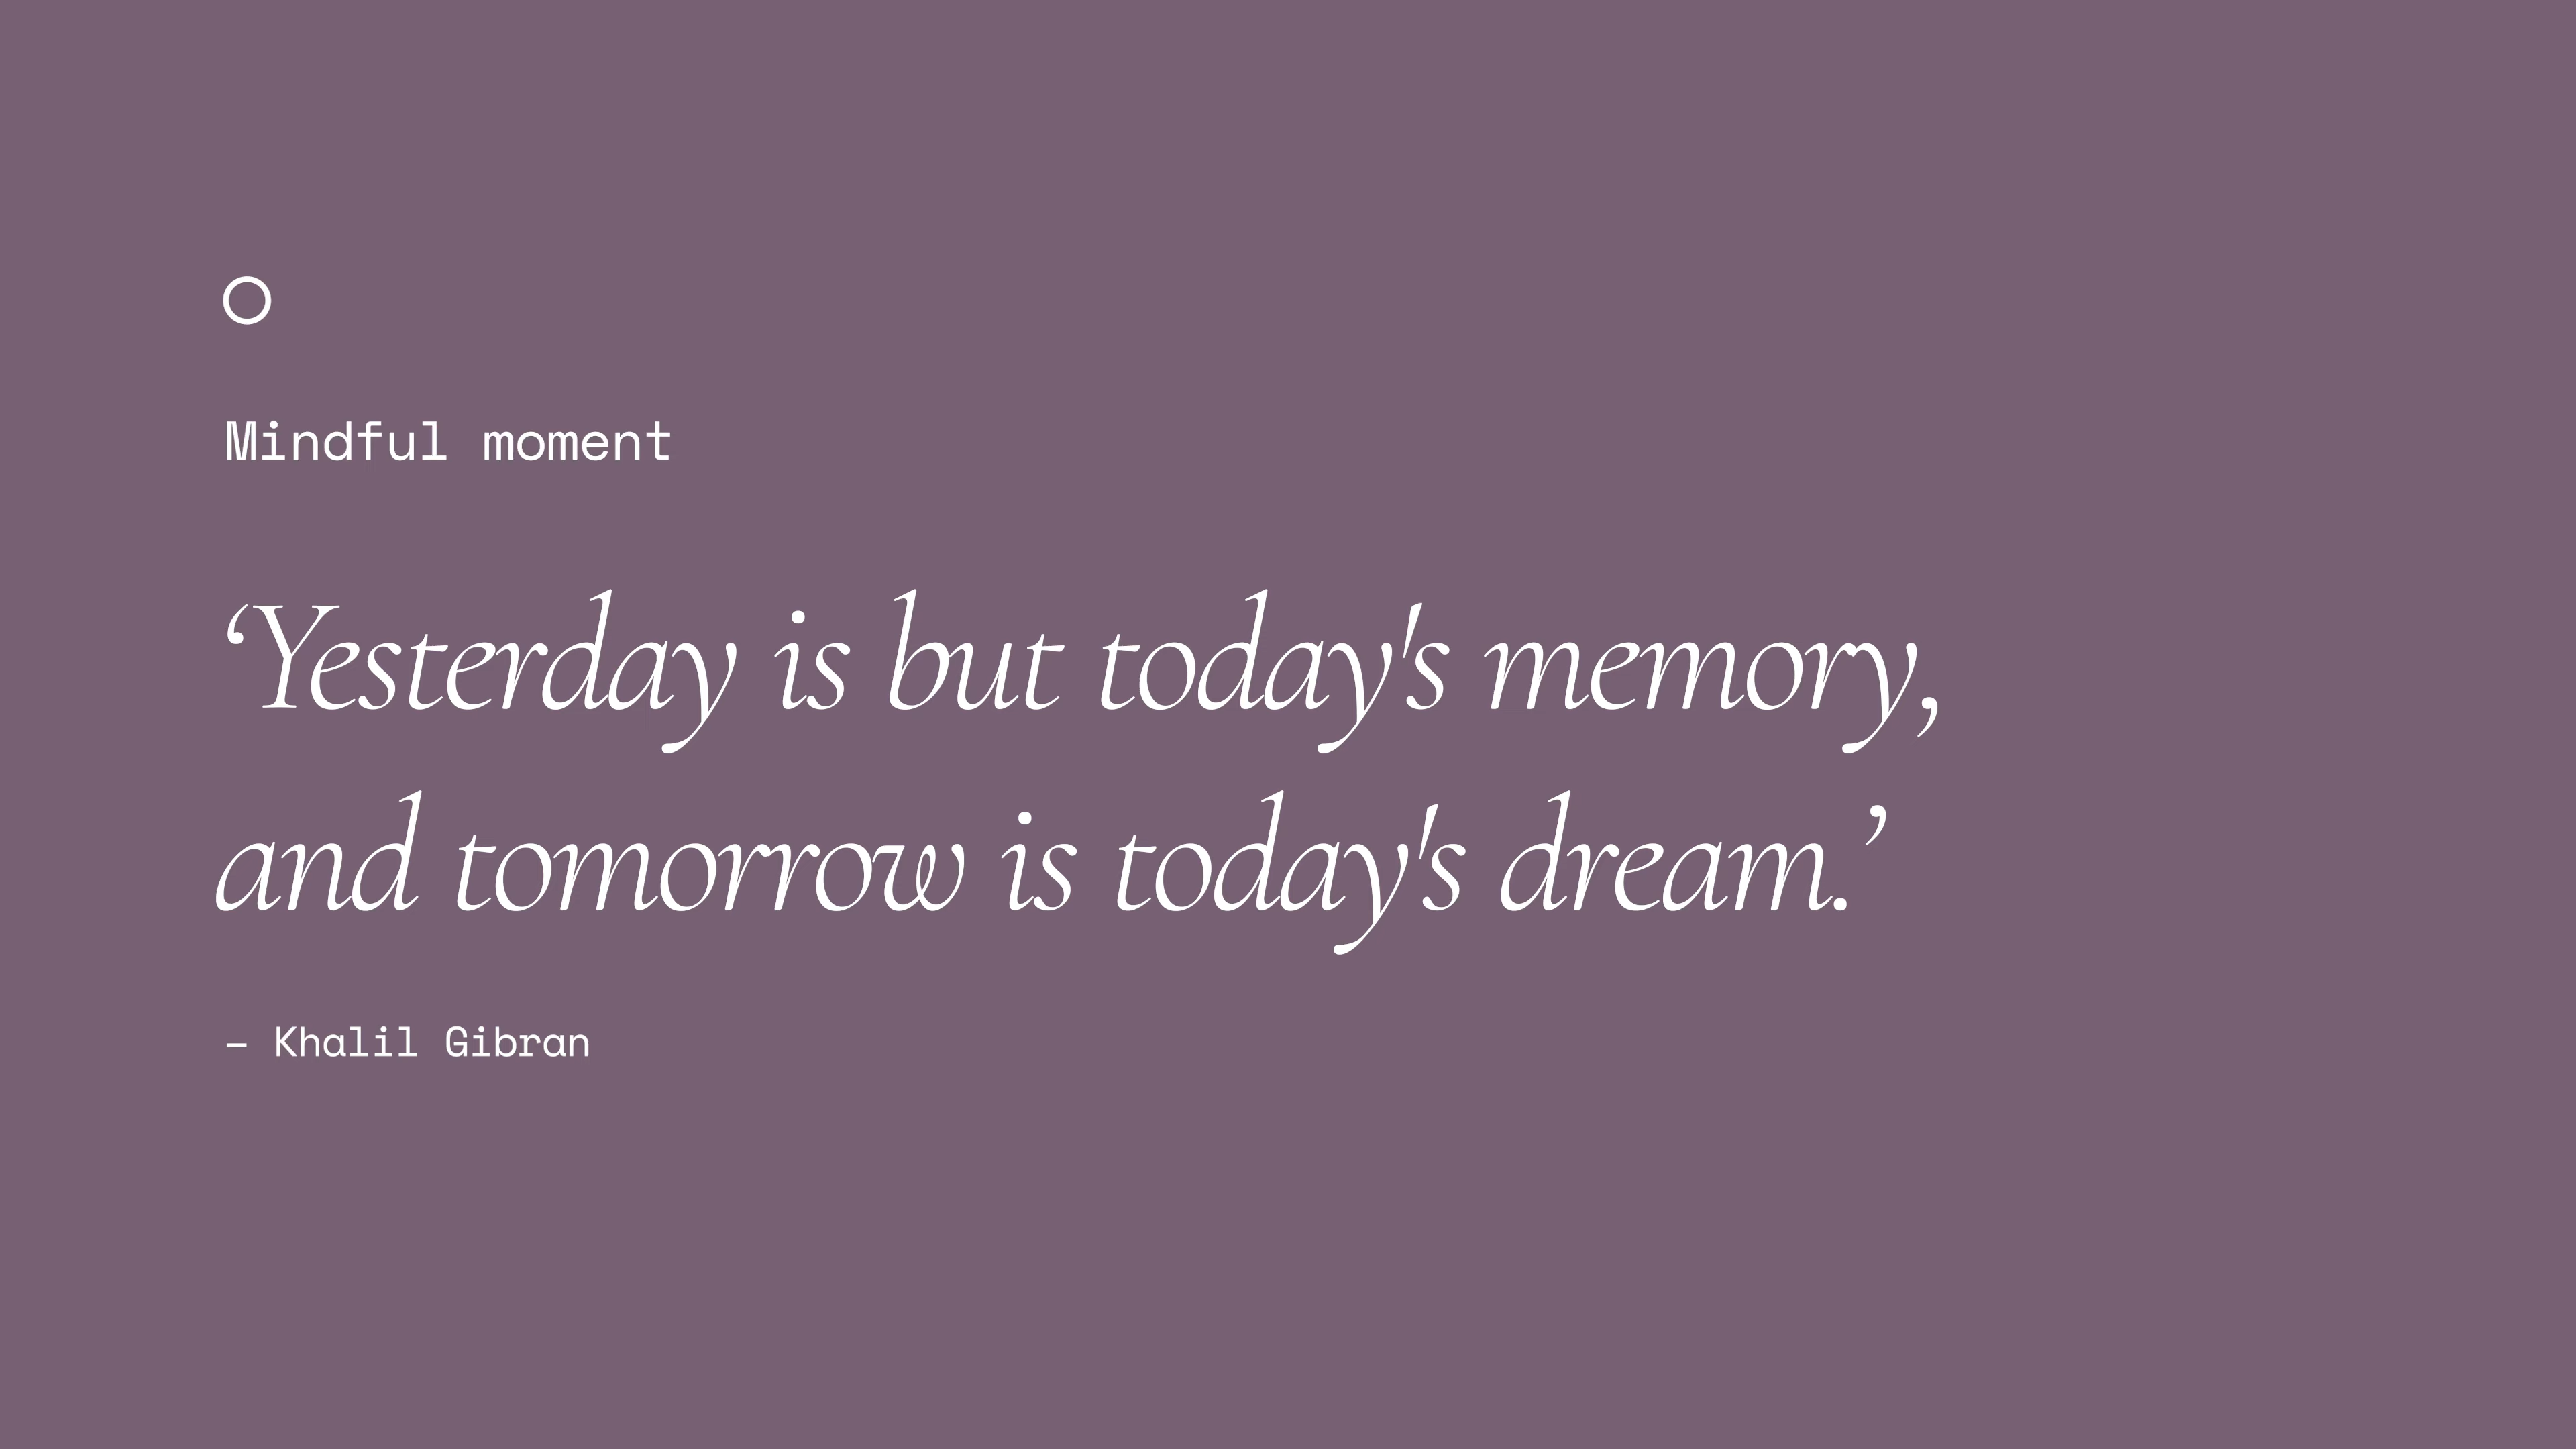 Mindful moment
‘Yesterday is but today's memory,
and tomorrow is today's dream.’
– Khalil Gibran